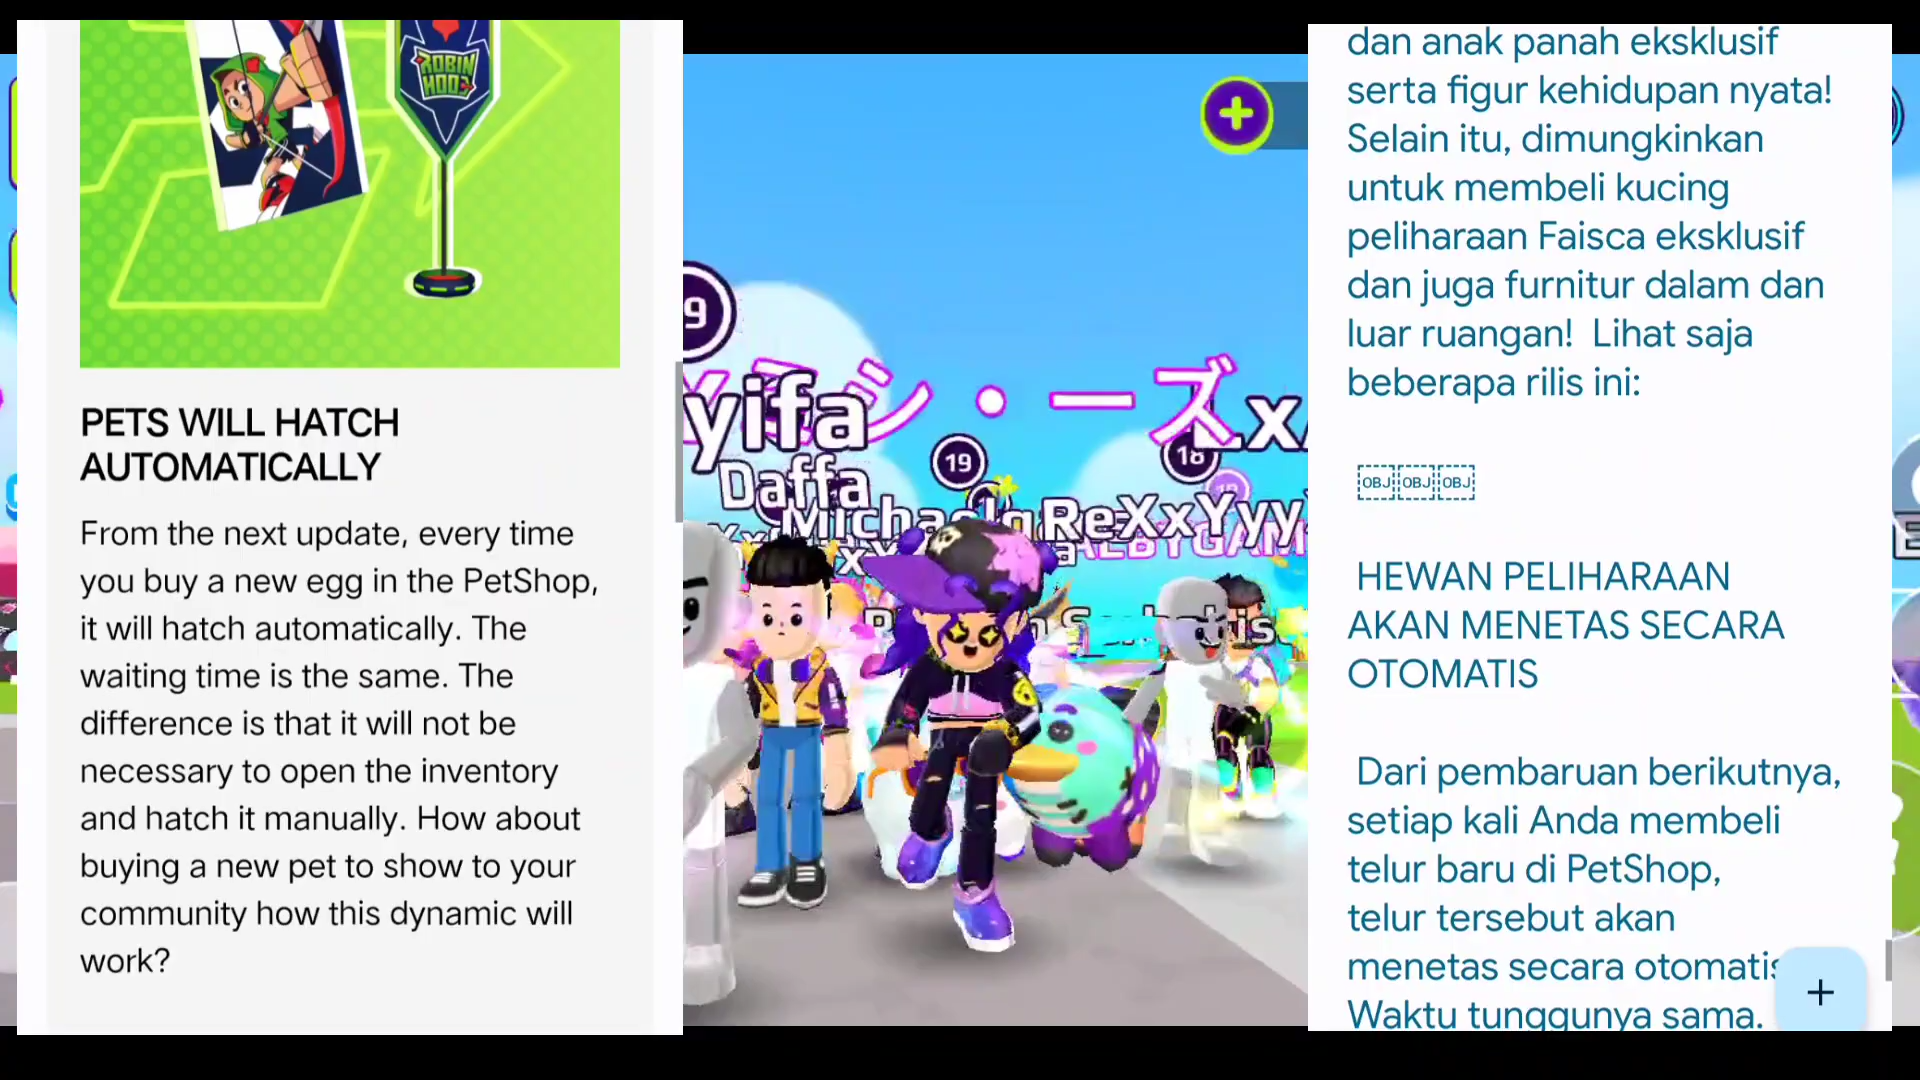 ROBIN
HOOD
PETS WILL HATCH
AUTOMATICALLY
From the next update, every time
you buy a new egg in the PetShop,
it will hatch automatically. The
waiting time is the same. The
difference is that it will not be
necessary to open the inventory
and hatch it manually. How about
buying a new pet to show to your
community how this dynamic will
work?
9
シ・ーズ
yifa
19
18
Daffa
ReXxYyy
dan anak panah eksklusif
serta figur kehidupan nyata!
Selain itu, dimungkinkan
untuk membeli kucing
peliharaan Faisca eksklusif
dan juga furnitur dalam dan
luar ruangan!  Lihat saja
beberapa rilis ini:
OBJ OBJ OBJ
HEWAN PELIHARAAN
AKAN MENETAS SECARA
OTOMATIS
Dari pembaruan berikutnya,
setiap kali Anda membeli
telur baru di PetShop,
telur tersebut akan
menetas secara otomatis
Waktu tunggunya sama.
+